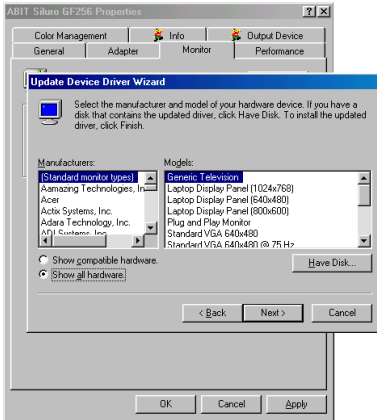 ABIT Siluro GF256 Properties
Color Management
Info
Output Device
General
Adapter
Monitor
Performance
Update Device Driver Wizard
Select the manufacturer and model of your hardware device. If you have a
disk that contains the updated driver, click Have Disk. To install the updated
driver, click Finish.
Manufacturers:
(Standard monitor types)
Aamazing Technologies, In
Acer
Actix Systems, Inc.
Adara Technology, Inc.
ADI Systems, Inc.
Models:
Generic Television
Laptop Display Panel (1024x768)
Laptop Display Panel (640x480)
Laptop Display Panel (800x600)
Plug and Play Monitor
Standard VGA 640x480
Standard VGA 640x480 @ 75 Hz
Show compatible hardware.
Show all hardware.
Have Disk...
< Back
Next >
Cancel
OK
Cancel
Apply